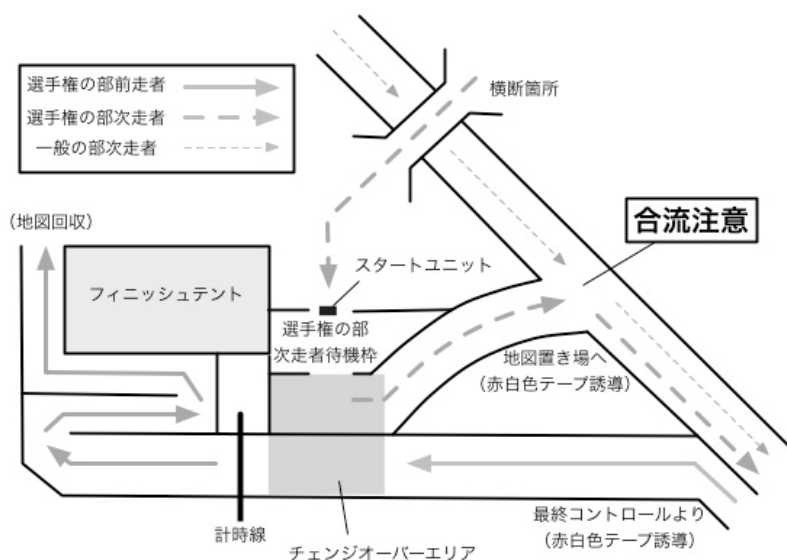 選手権の部前走者
選手権の部次走者
一般の部次走者
横断箇所
合流注意
(地図回収)
フィニッシュテント
スタートユニット
選手権の部
次走者待機枠
地図置き場へ
(赤白色テープ誘導)
計時線
チェンジオーバーエリア
最終コントロールより
(赤白色テープ誘導)